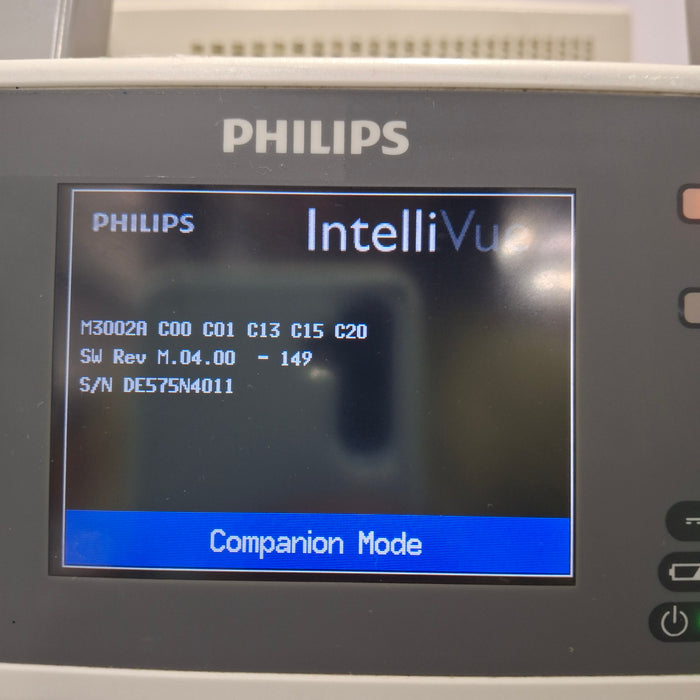 PHILIPS
PHILIPS IntelliVue
M3002A C00 C01 C13 C15 C20
SW Rev M.04.00 - 149
S/N DE575N4011
Companion Mode